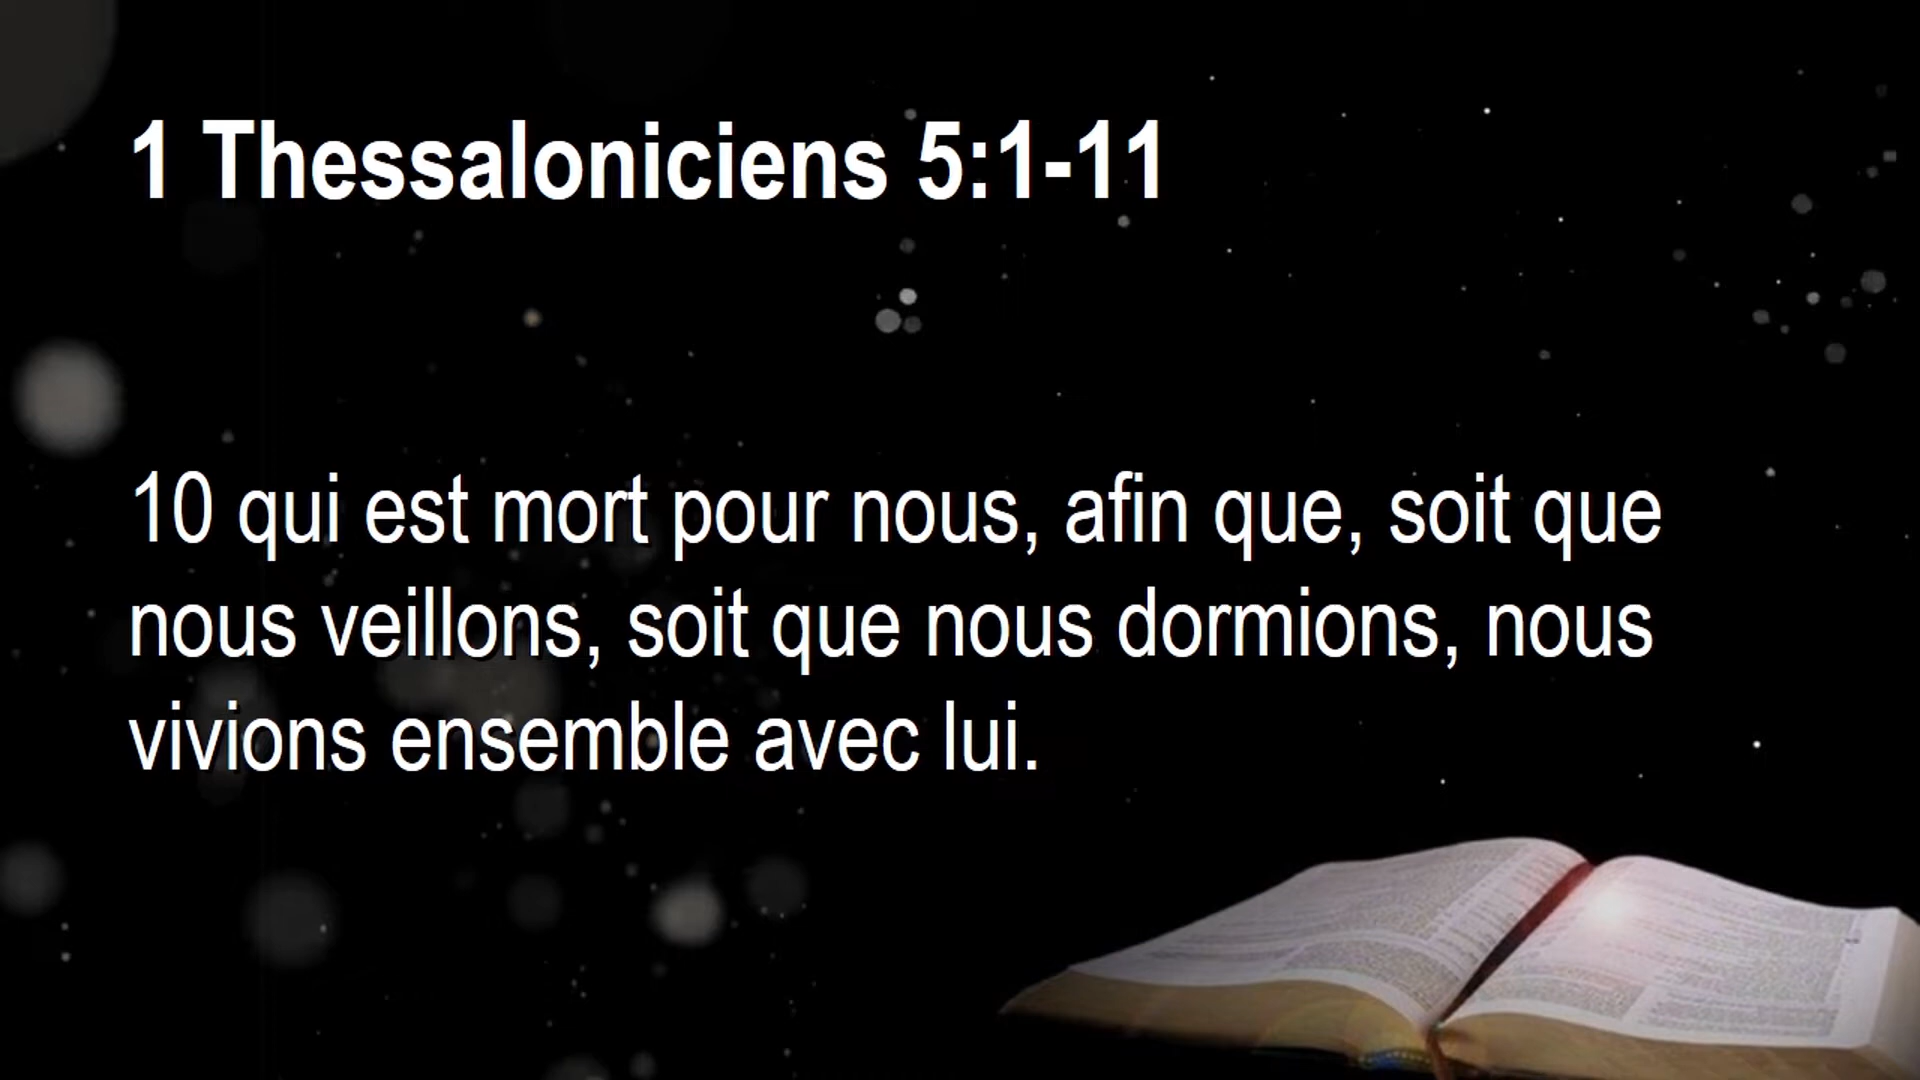 1 Thessaloniciens 5:1-11
10 qui est mort pour nous, afin que, soit que
nous veillons, soit que nous dormions, nous
vivions ensemble avec lui.